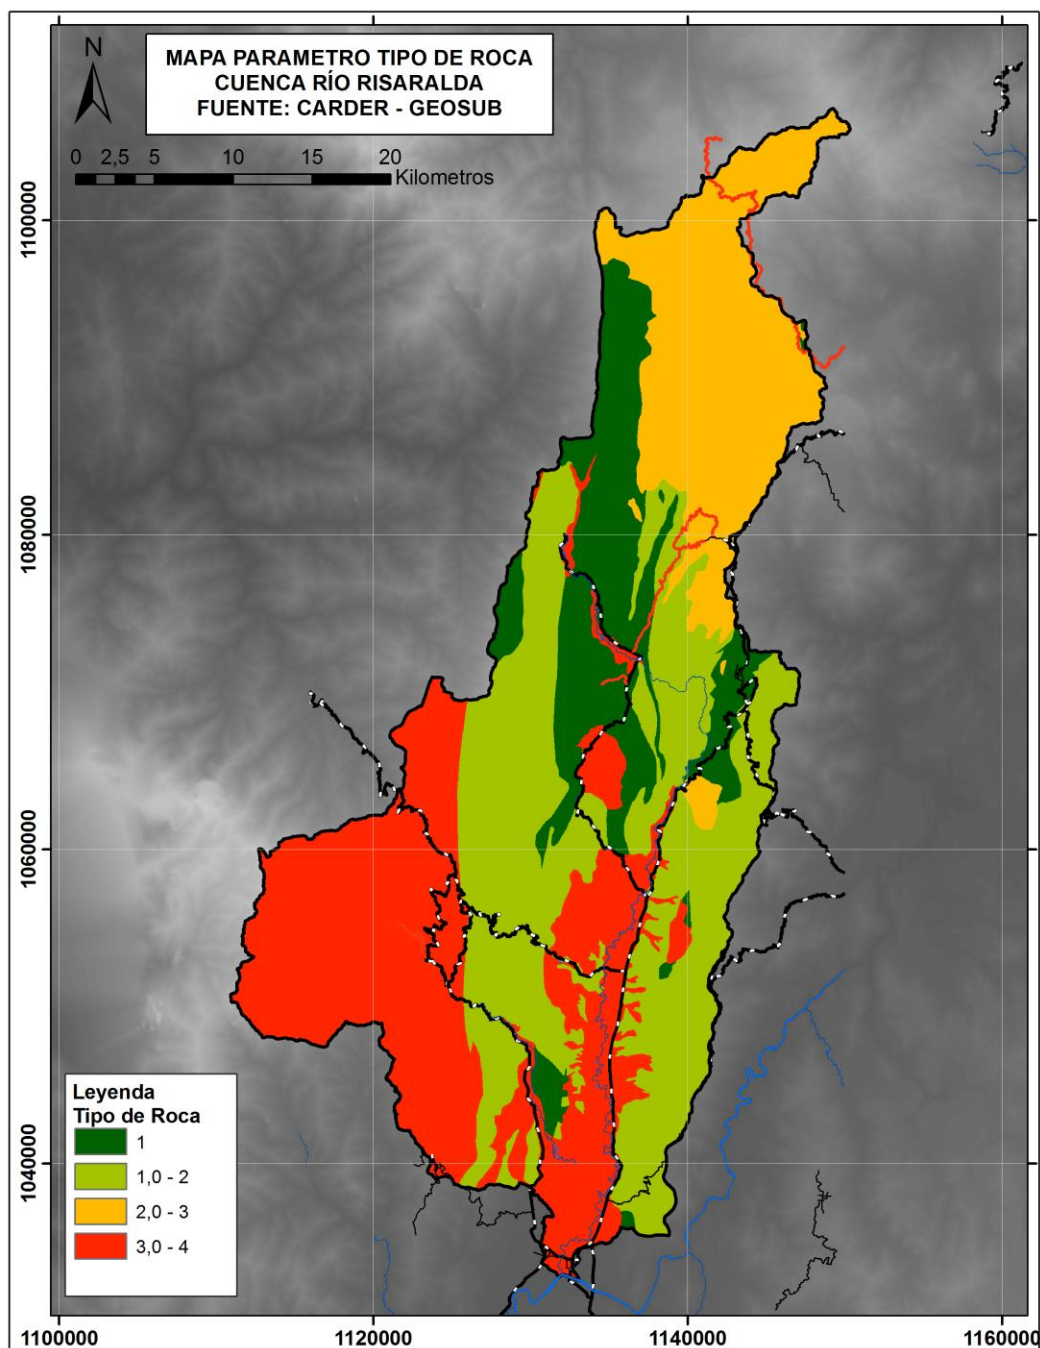 MAPA PARAMETRO TIPO DE ROCA
CUENCA RÍO RISARALDA
FUENTE: CARDER - GEOSUB
N
0 2,5 5 10 15 20
Kilometros
1100000
1080000
1060000
1040000
Leyenda
Tipo de Roca
1
1,0 - 2
2,0 - 3
3,0 - 4
1100000 1120000 1140000 1160000